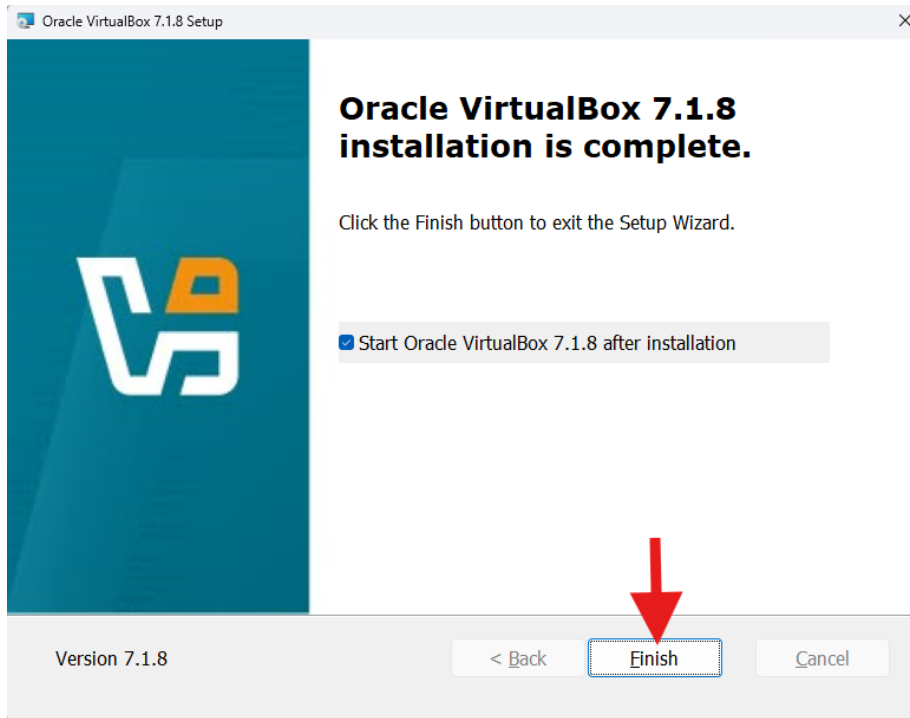 Oracle VirtualBox 7.1.8 Setup
Oracle VirtualBox 7.1.8
installation is complete.
Click the Finish button to exit the Setup Wizard.
Start Oracle VirtualBox 7.1.8 after installation
Version 7.1.8
< Back
Finish
Cancel